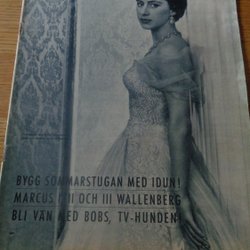 BYGG SOMMARSTUGAN MED IDUN!
MARCUS I II OCH III WALLENBERG
BLI VÄN MED BOBS, TV-HUNDEN!